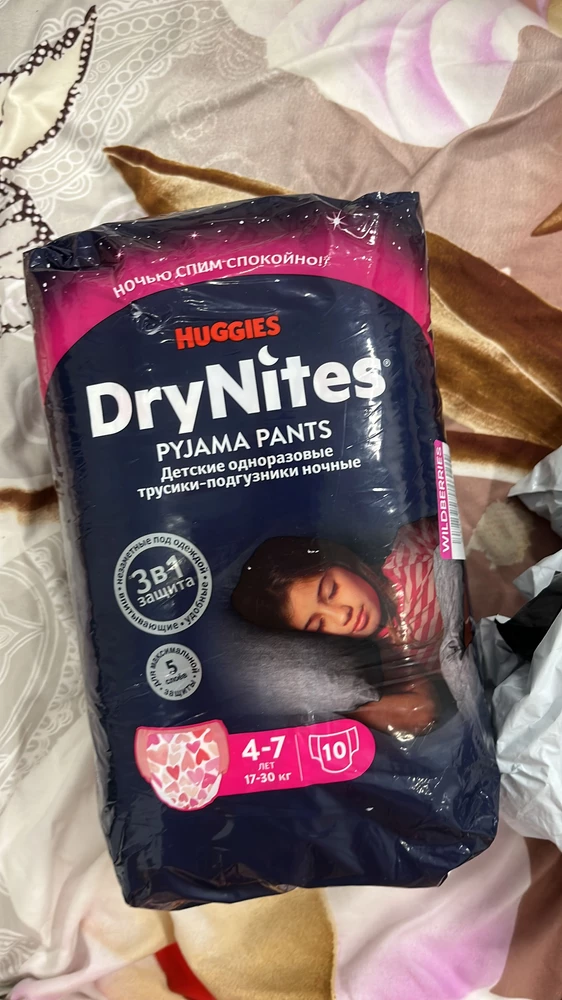 НОЧЬЮ СПИМ СПОКОЙНО!
HUGGIES
DryNites®
PYJAMA PANTS
Детские одноразовые
трусики-подгузники ночные
WILDBERRIES
незаметные под одеждой
3в1
защита
впитывающие • удобные
для максимальной
5
слоёв
защиты
4-7
ЛЕТ
17-30 кг
10